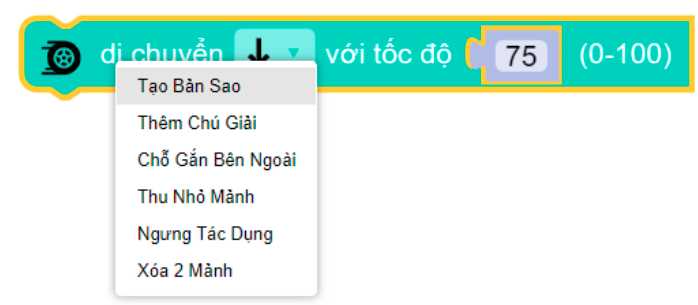 di chuyển ↓ với tốc độ 75 (0-100)
Tạo Bản Sao
Thêm Chú Giải
Chỗ Gắn Bên Ngoài
Thu Nhỏ Mảnh
Ngưng Tác Dụng
Xóa 2 Mảnh